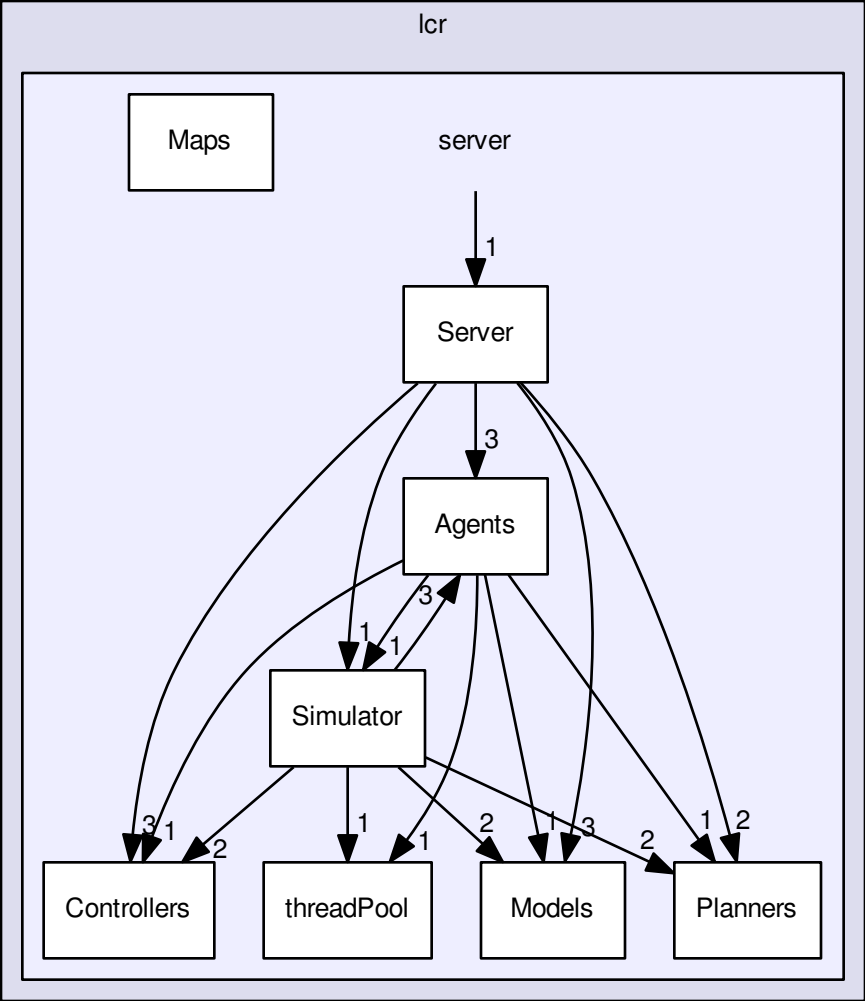 lcr
Maps
server
1
Server
3
Agents
3
1
1
Simulator
3
1
2
1
1
2
1
3
2
1
2
Controllers
threadPool
Models
Planners